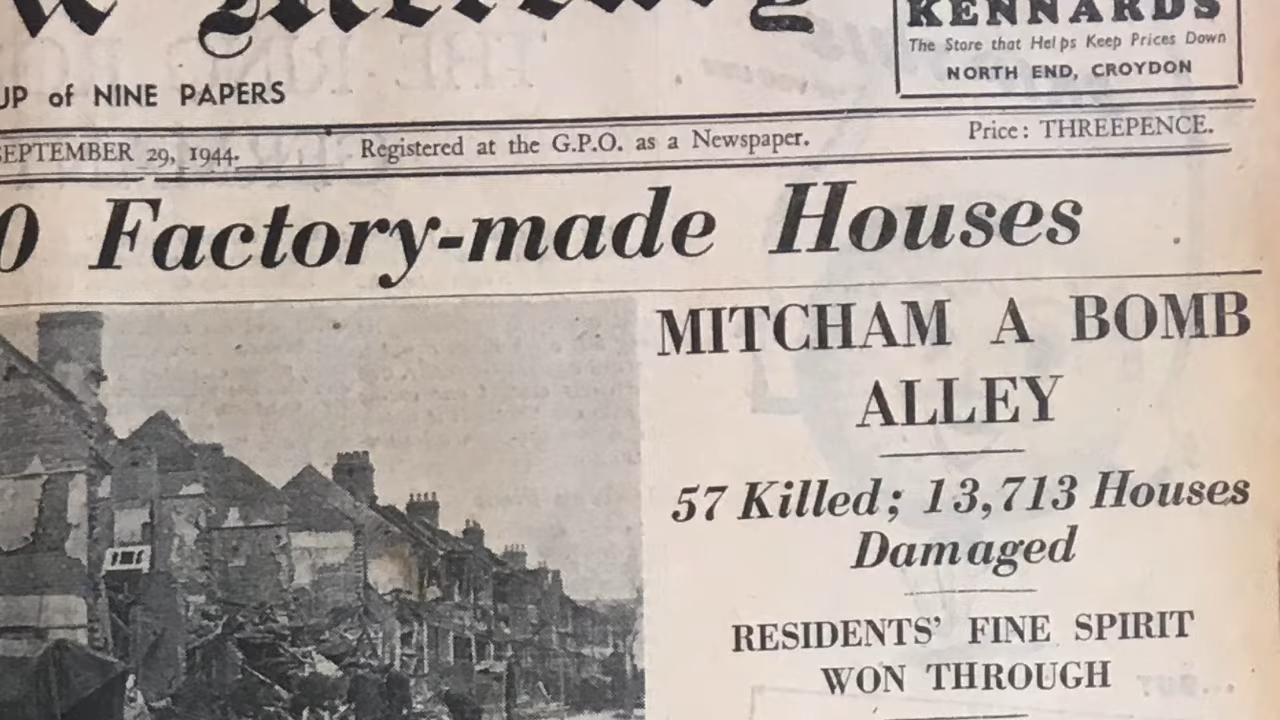 Mercury
KENNARDS
The Store that Helps Keep Prices Down
NORTH END, CROYDON
UP of NINE PAPERS
SEPTEMBER 29, 1944.
Registered at the G.P.O. as a Newspaper.
Price: THREEPENCE.
0 Factory-made Houses
MITCHAM A BOMB
ALLEY
57 Killed; 13,713 Houses
Damaged
RESIDENTS' FINE SPIRIT
WON THROUGH